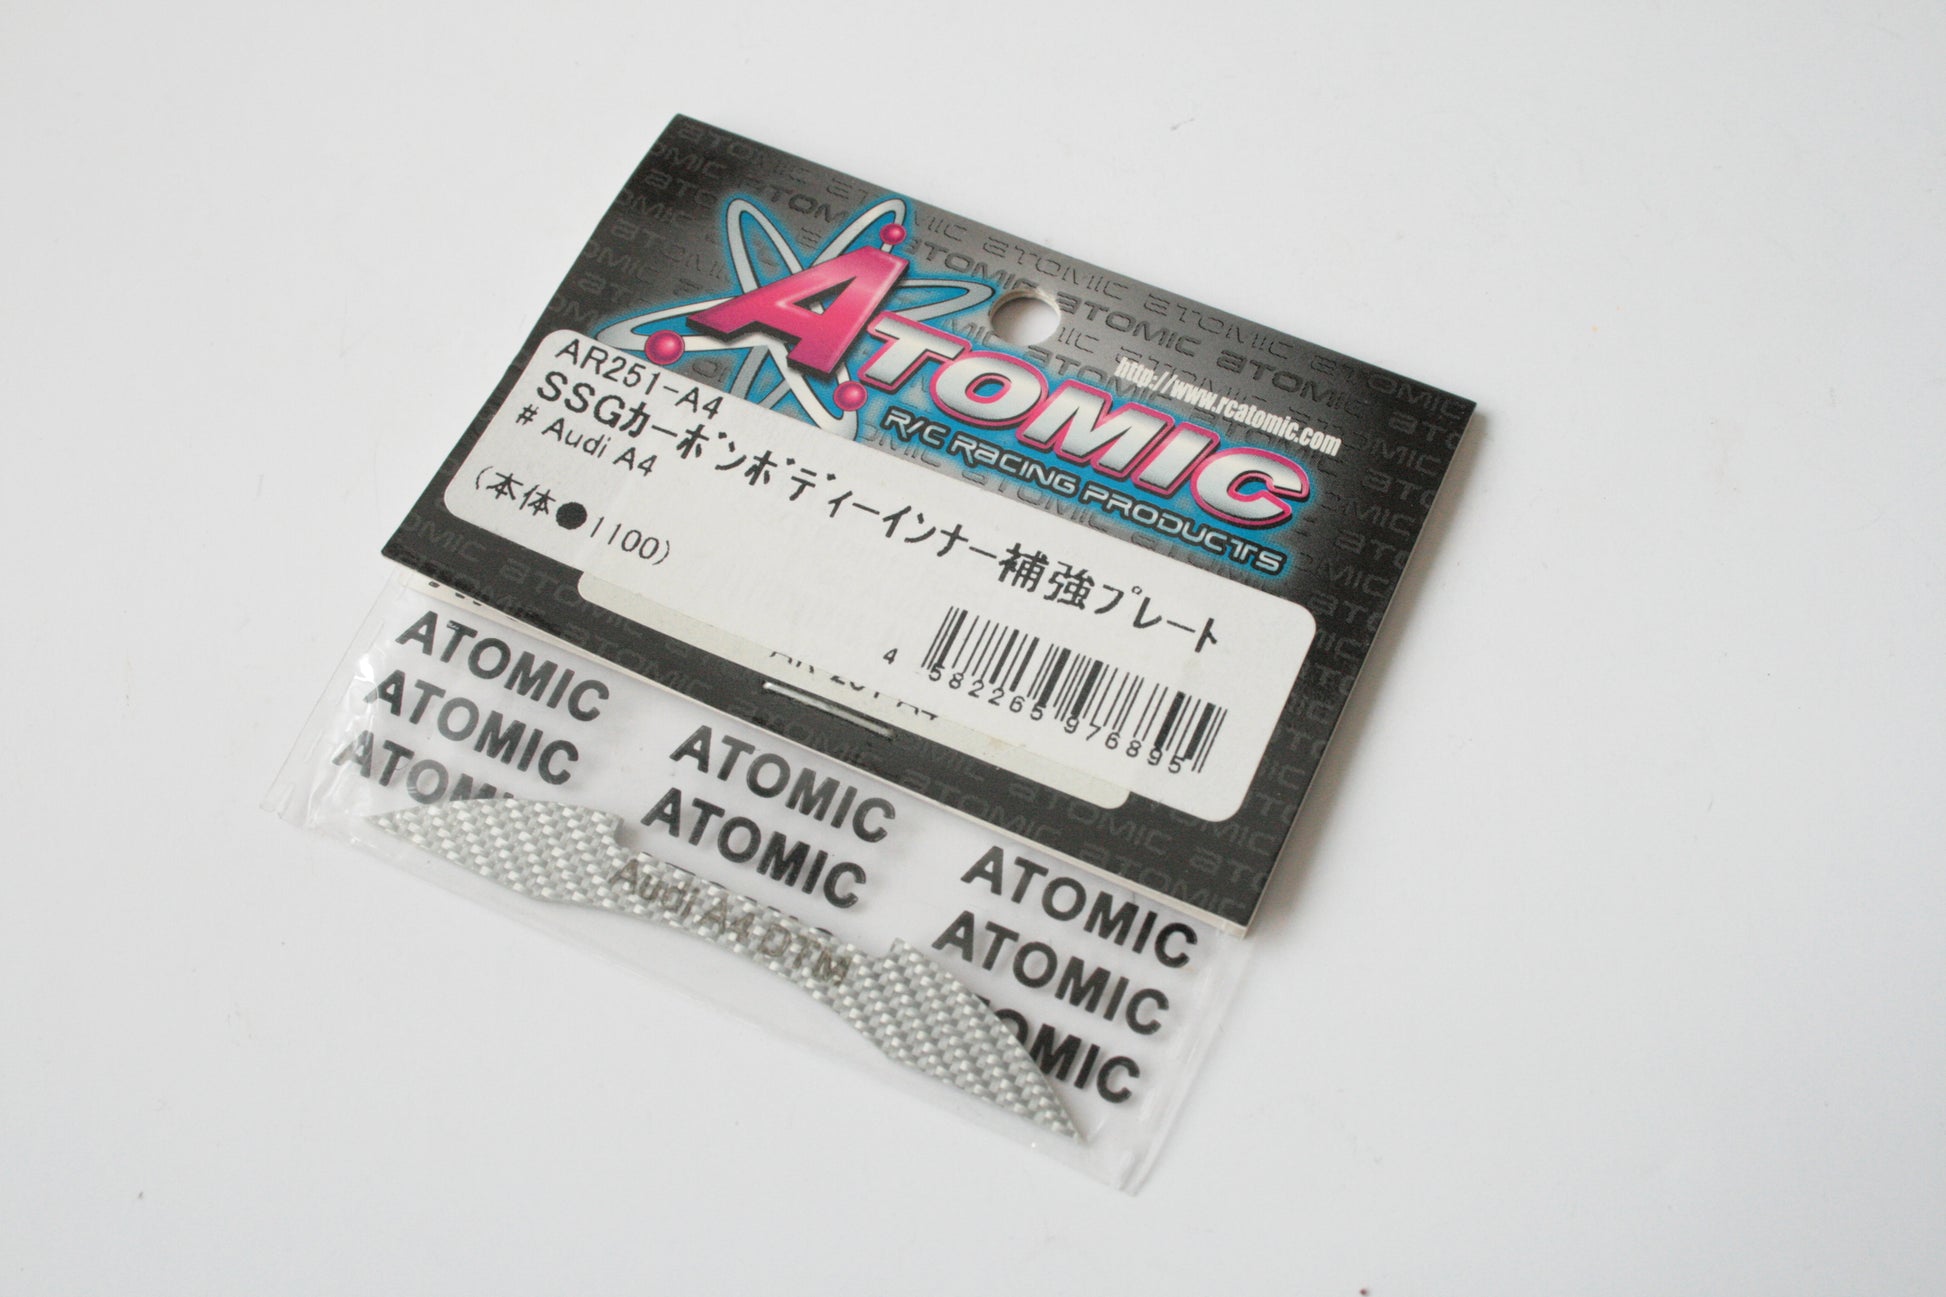 ATOMIC
R/C RACING PRODUCTS
http://www.rcatomic.com
AR251-A4
SSGカーボンボディーインナー補強プレート
# Audi A4
(本体●1100)
4 582265 976895
ATOMIC
ATOMIC
ATOMIC
ATOMIC
ATOMIC
ATOMIC
ATOMIC
Audi A4 DTM